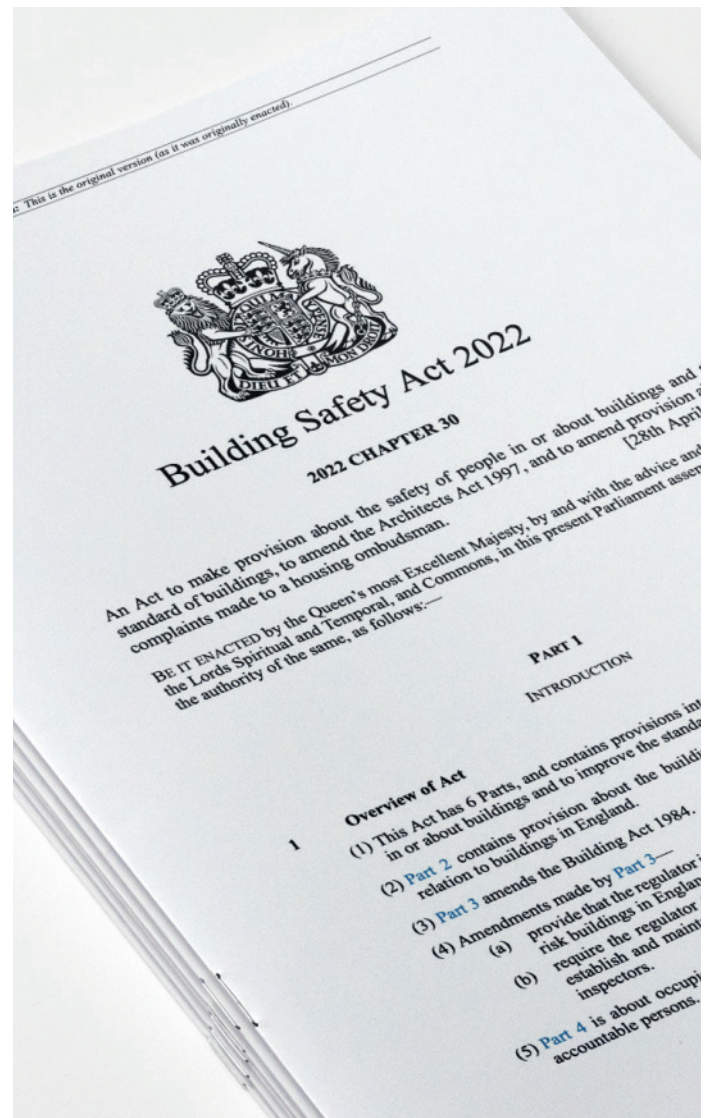 This is the original version (as it was originally enacted).
DIEU ET MON DROIT
Building Safety Act 2022
2022 CHAPTER 30
An Act to make provision about the safety of people in or about buildings and
standard of buildings, to amend the Architects Act 1997, and to amend provision
complaints made to a housing ombudsman.
[28th April
BE IT ENACTED by the Queen's most Excellent Majesty, by and with the advice and
the Lords Spiritual and Temporal, and Commons, in this present Parliament
the authority of the same, as follows:—
PART 1
INTRODUCTION
1 Overview of Act
(1) This Act has 6 Parts, and contains provisions
in or about buildings and to improve the
(2) Part 2 contains provision about the
relation to buildings in England.
(3) Part 3 amends the Building Act 1984.
(4) Amendments made by Part 3—
(a) provide that the regulator
risk buildings in
(b) require the regulator
establish and
inspectors.
(5) Part 4 is about
accountable persons.